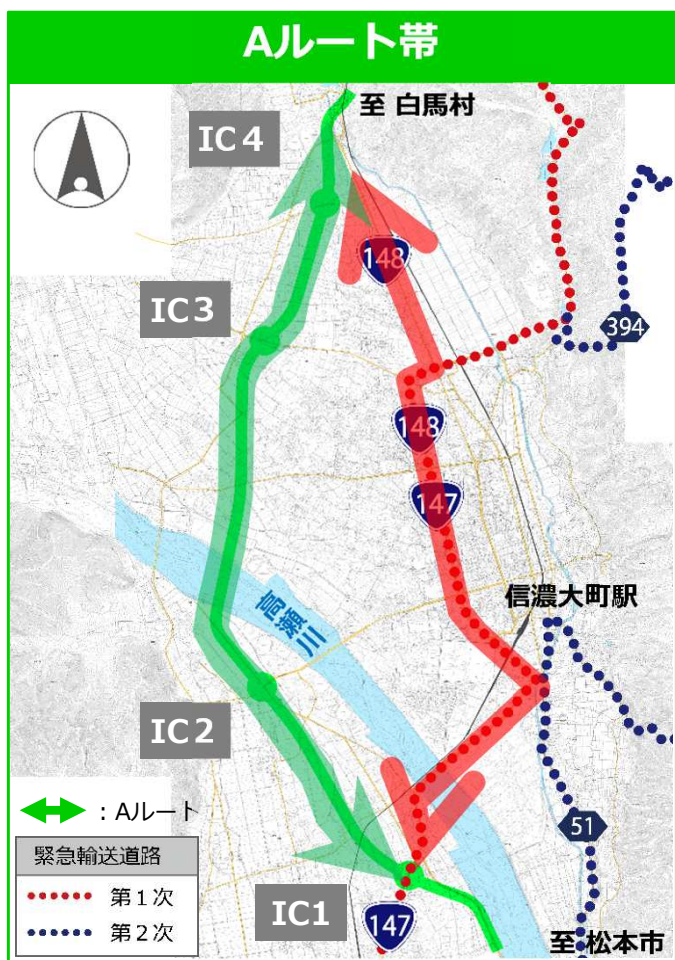 Aルート帯
至 白馬村
IC4
148
IC3
394
148
147
信濃大町駅
高瀬川
IC2
: Aルート
51
緊急輸送道路
第1次
第2次
IC1
147
至 松本市